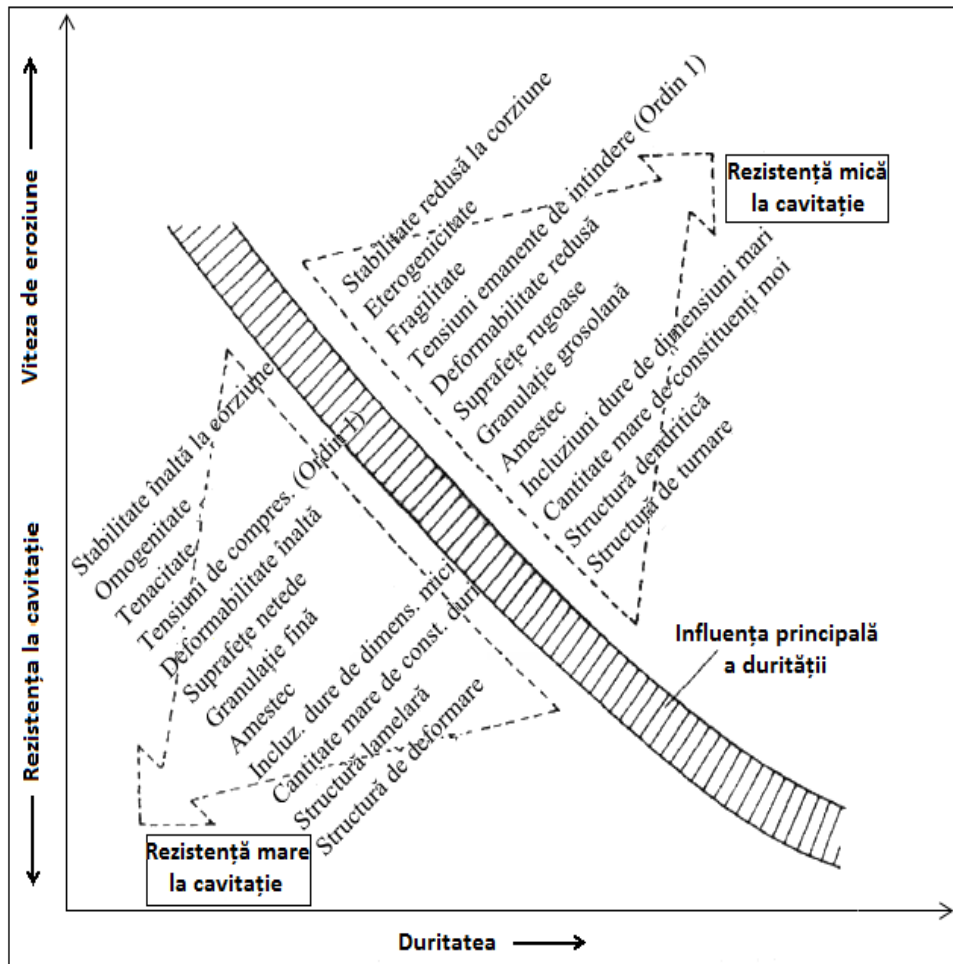 Viteza de eroziune
Rezistența la cavitație
Stabilitate redusă la corziune
Eterogenicitate
Fragilitate
Tensiuni emanente de intindere (Ordin 1)
Deformabilitate redusă
Suprafețe rugoase
Granulație grosolană
Amestec
Incluziuni dure de dimensiuni mari
Cantitate mare de constituenți moi
Structură dendritică
Structură de turnare
Rezistență mică
la cavitație
Stabilitate înaltă la corziune
Omogenitate
Tenacitate
Tensiuni de compres. (Ordin 1)
Deformabilitate înaltă
Suprafețe netede
Granulație fină
Amestec
Incluz. dure de dimens. mici
Cantitate mare de const. duri
Structură lamelară
Structură de deformare
Influența principală
a durității
Rezistență mare
la cavitație
Duritatea